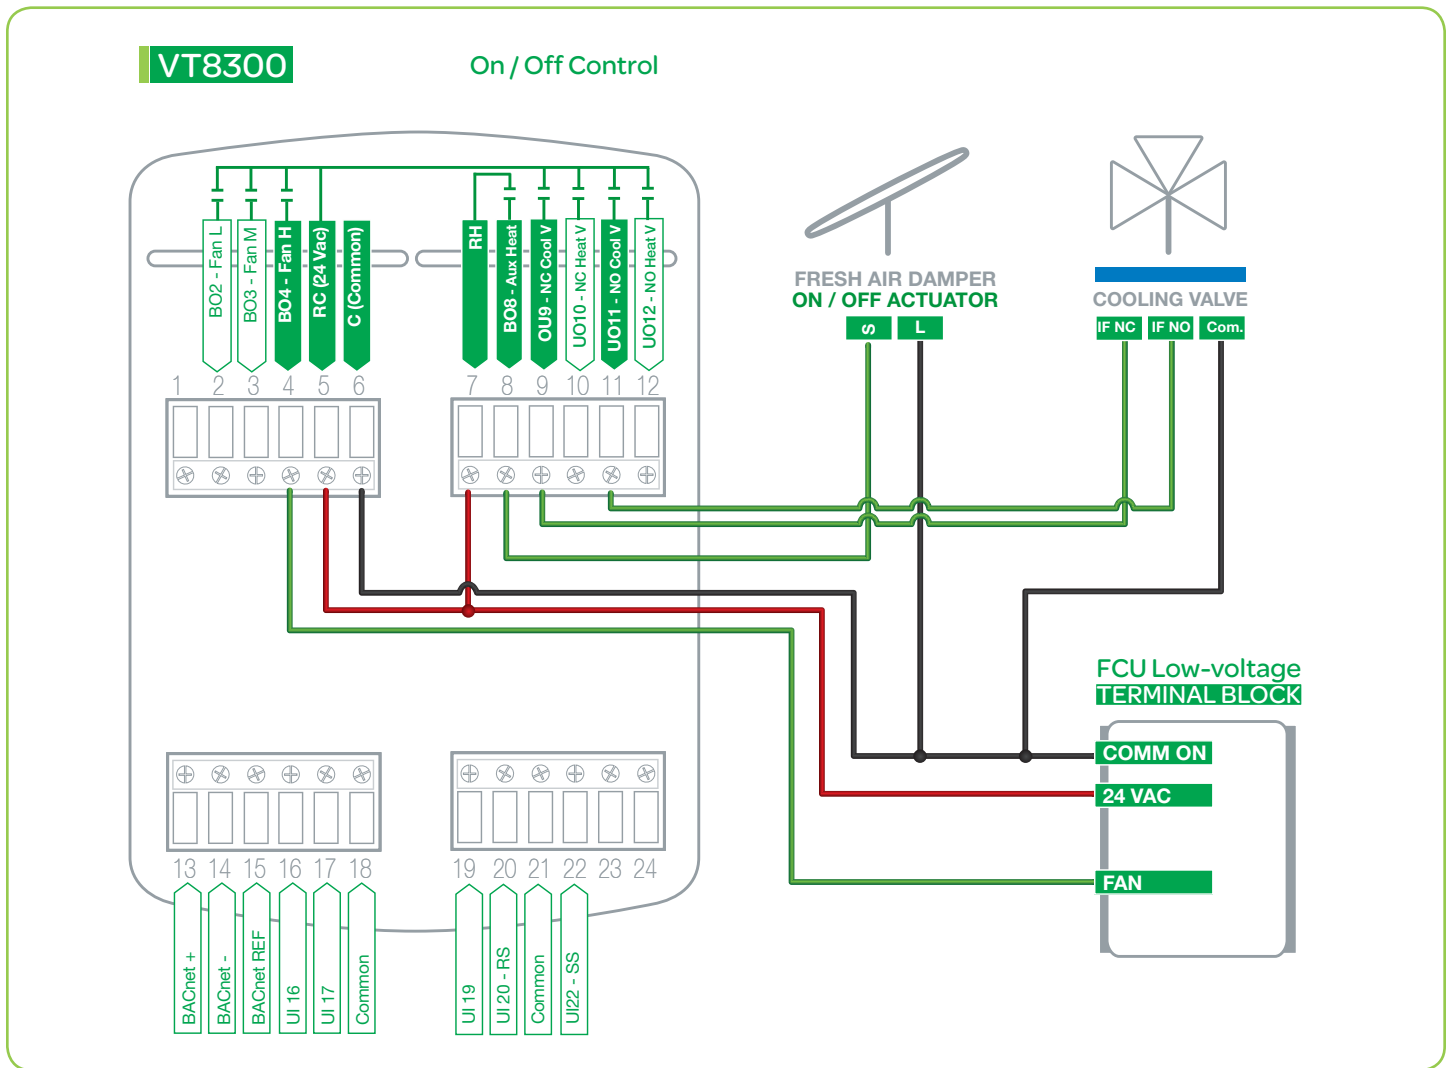 VT8300
On / Off Control
BO2 - Fan L
BO3 - Fan M
BO4 - Fan H
RC (24 Vac)
C (Common)
RH
BO8 - Aux Heat
OU9 - NC Cool V
UO10 - NC Heat V
UO11 - NO Cool V
UO12 - NO Heat V
1 2 3 4 5 6
7 8 9 10 11 12
FRESH AIR DAMPER
ON / OFF ACTUATOR
S L
COOLING VALVE
IF NC IF NO Com.
FCU Low-voltage
TERMINAL BLOCK
COMM ON
24 VAC
FAN
13 14 15 16 17 18
19 20 21 22 23 24
BACnet +
BACnet -
BACnet REF
UI 16
UI 17
Common
UI 19
UI 20 - RS
Common
UI22 - SS